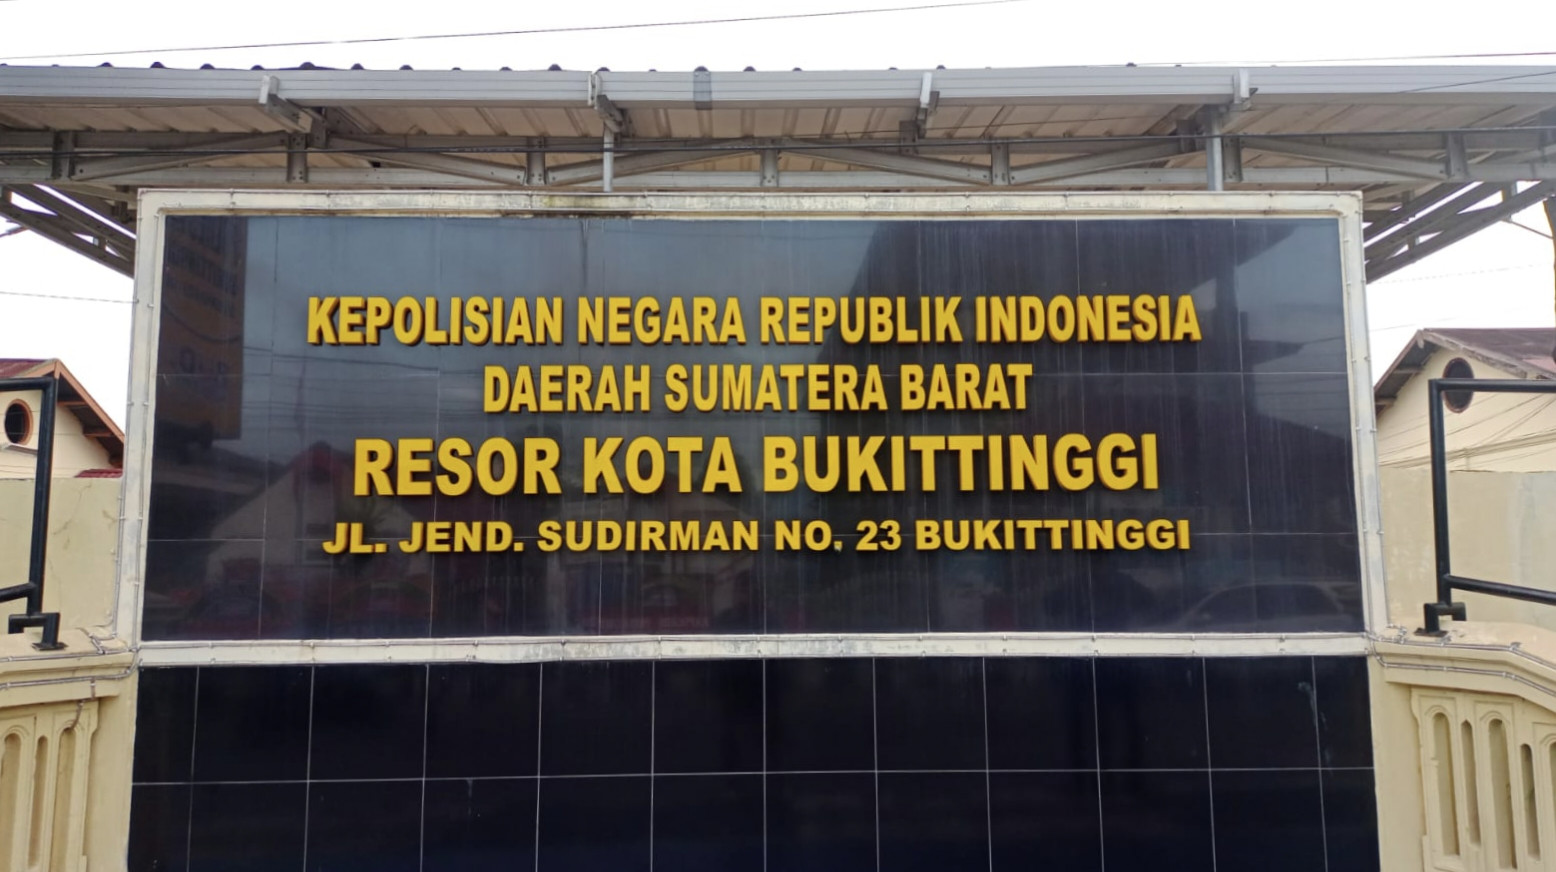 KEPOLISIAN NEGARA REPUBLIK INDONESIA
DAERAH SUMATERA BARAT
RESOR KOTA BUKITTINGGI
JL. JEND. SUDIRMAN NO. 23 BUKITTINGGI